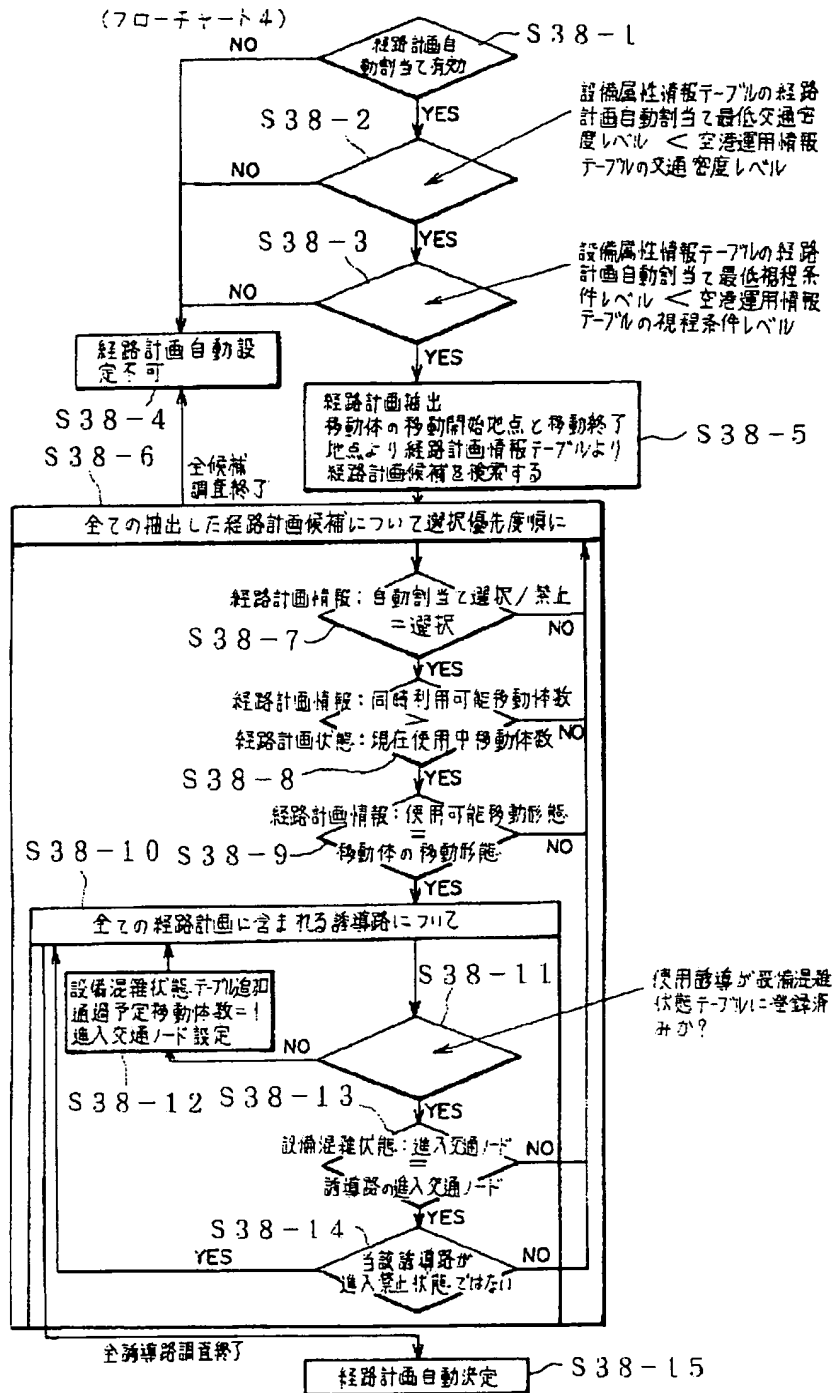 (フローチャート4)
NO
経路計画自
動割当て有効
S38-1
YES
S38-2
設備属性情報テーブルの経路
計画自動割当て最低交通密
度レベル < 空港運用情報
テーブルの交通密度レベル
NO
YES
S38-3
設備属性情報テーブルの経路
計画自動割当て最低視程条
件レベル < 空港運用情報
テーブルの視程条件レベル
NO
YES
経路計画自動設
定不可
S38-4
経路計画抽出
移動体の移動開始地点と移動終了
地点より経路計画情報テーブルより
経路計画候補を検索する
S38-5
S38-6
全候補
調査終了
全ての抽出した経路計画候補について選択優先度順に
経路計画情報:自動割当て選択/禁止
=選択
NO
S38-7
YES
経路計画情報:同時利用可能移動体数
>
NO
経路計画状態:現在使用中移動体数
S38-8
YES
経路計画情報:使用可能移動形態
=
NO
移動体の移動形態
S38-10
S38-9
YES
全ての経路計画に含まれる誘導路について
設備混雑状態テーブル追加
通過予定移動体数=1
進入交通ノード設定
S38-11
使用誘導が設備混雑
状態テーブルに登録済
みか?
NO
S38-12
S38-13
YES
設備混雑状態:進入交通ノード
=
NO
誘導路の進入交通ノード
YES
S38-14
YES
当該誘導路が
進入禁止状態ではない
NO
全誘導路調査終了
経路計画自動決定
S38-15